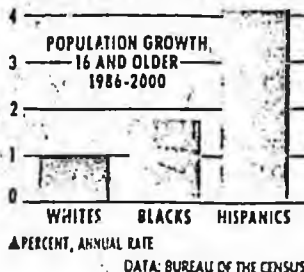 4
POPULATION GROWTH,
3 16 AND OLDER
1986-2000
2
1
0
WHITES BLACKS HISPANICS
▲PERCENT, ANNUAL RATE
DATA: BUREAU OF THE CENSUS